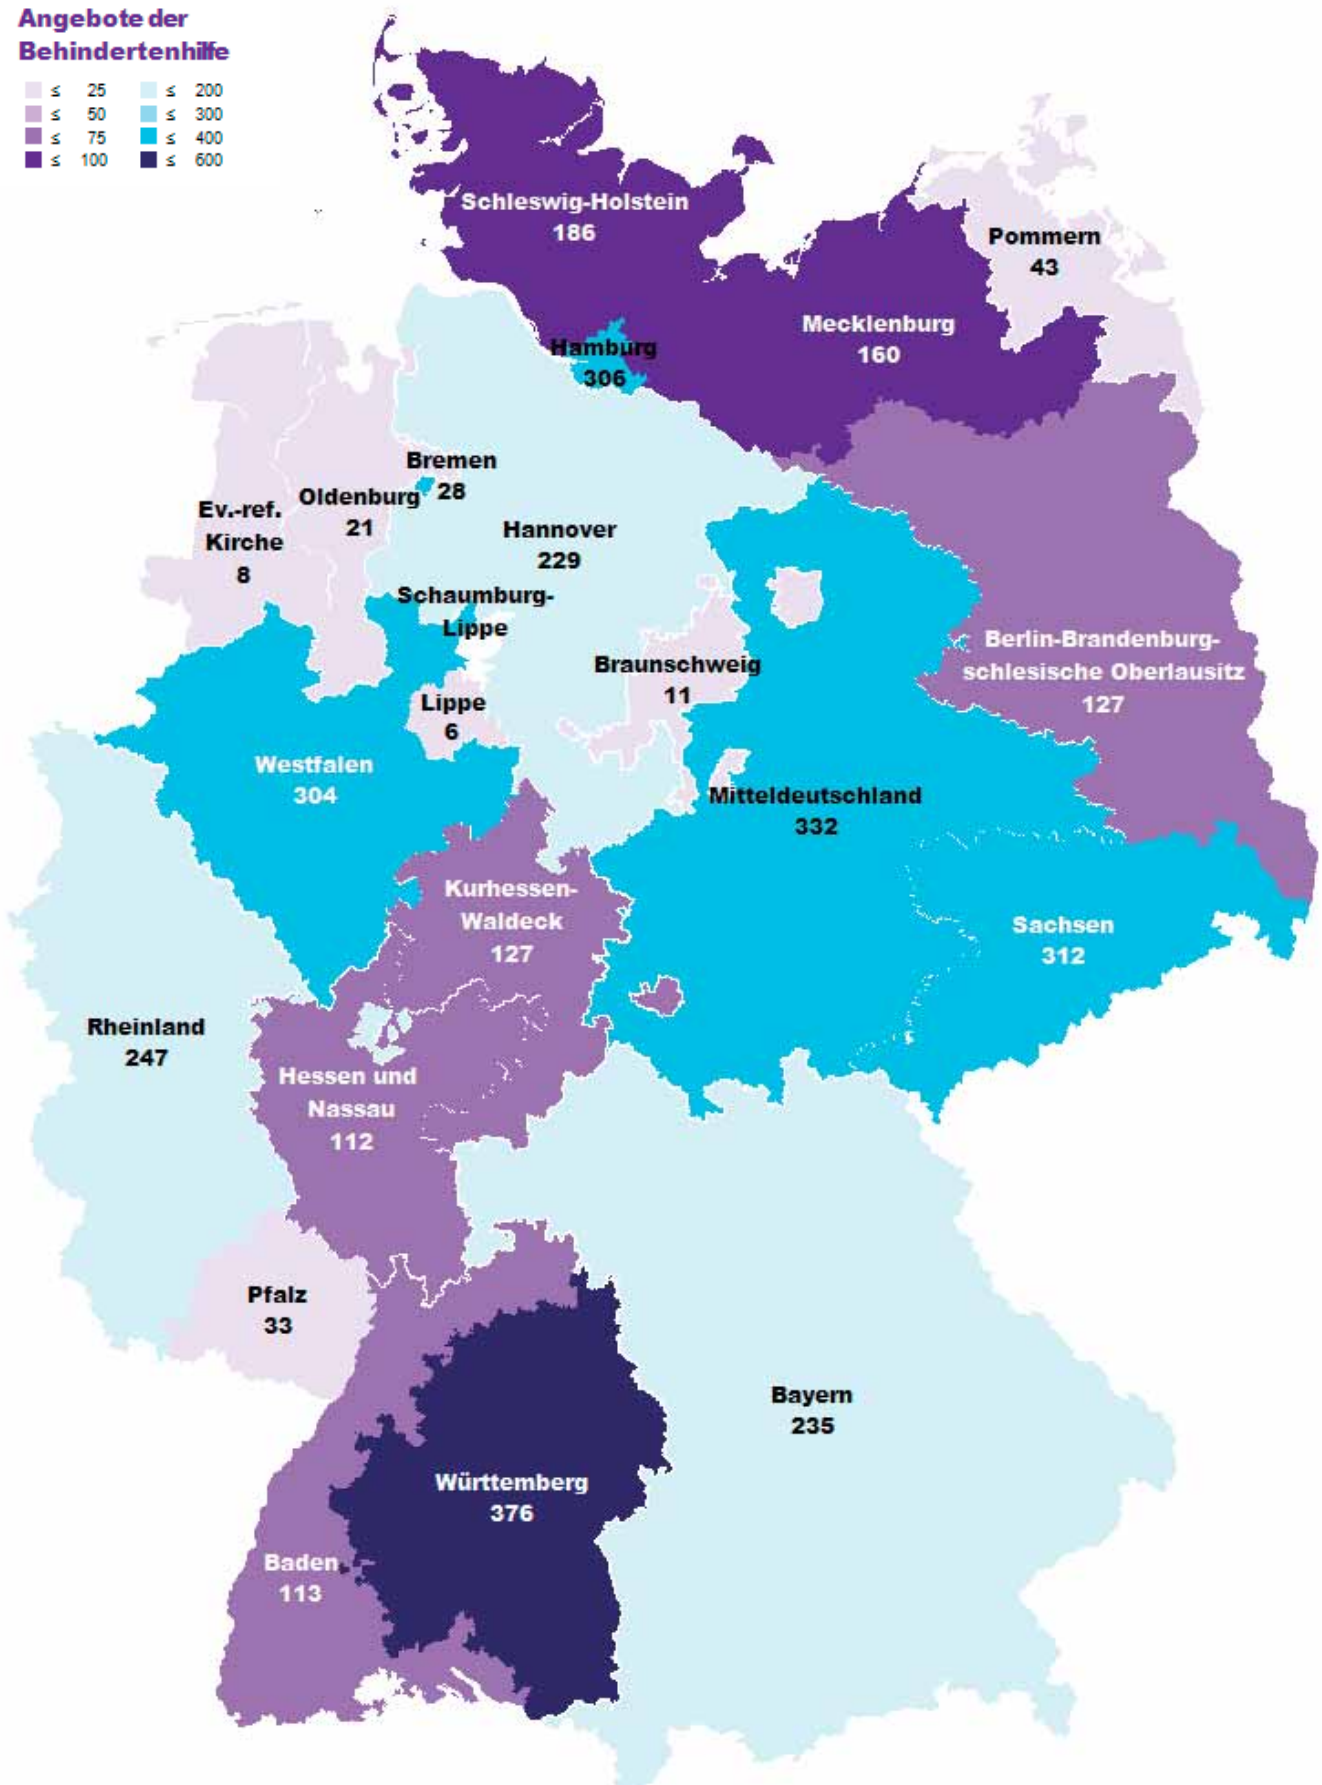 Angebote der
Behindertenhilfe
≤ 25 ≤ 200
≤ 50 ≤ 300
≤ 75 ≤ 400
≤ 100 ≤ 600
Schleswig-Holstein
186
Pommern
43
Mecklenburg
160
Hamburg
306
Bremen
28
Oldenburg
21
Ev.-ref.
Kirche
8
Hannover
229
Schaumburg-
Lippe
Braunschweig
11
Berlin-Brandenburg-
schlesische Oberlausitz
127
Lippe
6
Westfalen
304
Mitteldeutschland
332
Kurhessen-
Waldeck
127
Sachsen
312
Rheinland
247
Hessen und
Nassau
112
Pfalz
33
Bayern
235
Württemberg
376
Baden
113